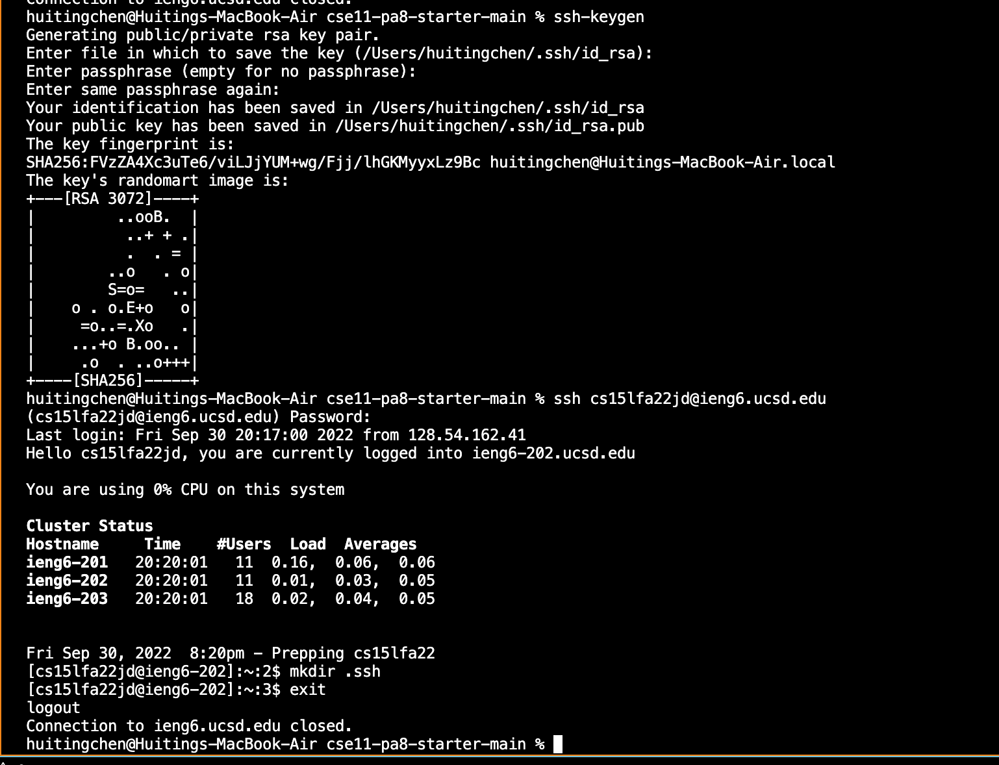 Connection to ieng6.ucsd.edu closed.
huitingchen@Huitings-MacBook-Air cse11-pa8-starter-main % ssh-keygen
Generating public/private rsa key pair.
Enter file in which to save the key (/Users/huitingchen/.ssh/id_rsa):
Enter passphrase (empty for no passphrase):
Enter same passphrase again:
Your identification has been saved in /Users/huitingchen/.ssh/id_rsa
Your public key has been saved in /Users/huitingchen/.ssh/id_rsa.pub
The key fingerprint is:
SHA256:FVzZA4Xc3uTe6/viLJjYUM+wg/Fjj/lhGKMyyxLz9Bc huitingchen@Huitings-MacBook-Air.local
The key's randomart image is:
+---[RSA 3072]----+
|         ..ooB.  |
|          ..+ + .|
|          .  . = |
|        ..o   . o|
|        S=o=   ..|
|    o . o.E+o   o|
|     =o..=.Xo   .|
|    ...+o B.oo.. |
|     .o  . ..o+++|
+----[SHA256]-----+
huitingchen@Huitings-MacBook-Air cse11-pa8-starter-main % ssh cs15lfa22jd@ieng6.ucsd.edu
(cs15lfa22jd@ieng6.ucsd.edu) Password:
Last login: Fri Sep 30 20:17:00 2022 from 128.54.162.41
Hello cs15lfa22jd, you are currently logged into ieng6-202.ucsd.edu
You are using 0% CPU on this system
Cluster Status
Hostname     Time    #Users  Load  Averages
ieng6-201   20:20:01   11  0.16,  0.06,  0.06
ieng6-202   20:20:01   11  0.01,  0.03,  0.05
ieng6-203   20:20:01   18  0.02,  0.04,  0.05
Fri Sep 30, 2022  8:20pm - Prepping cs15lfa22
[cs15lfa22jd@ieng6-202]:~:2$ mkdir .ssh
[cs15lfa22jd@ieng6-202]:~:3$ exit
logout
Connection to ieng6.ucsd.edu closed.
huitingchen@Huitings-MacBook-Air cse11-pa8-starter-main %